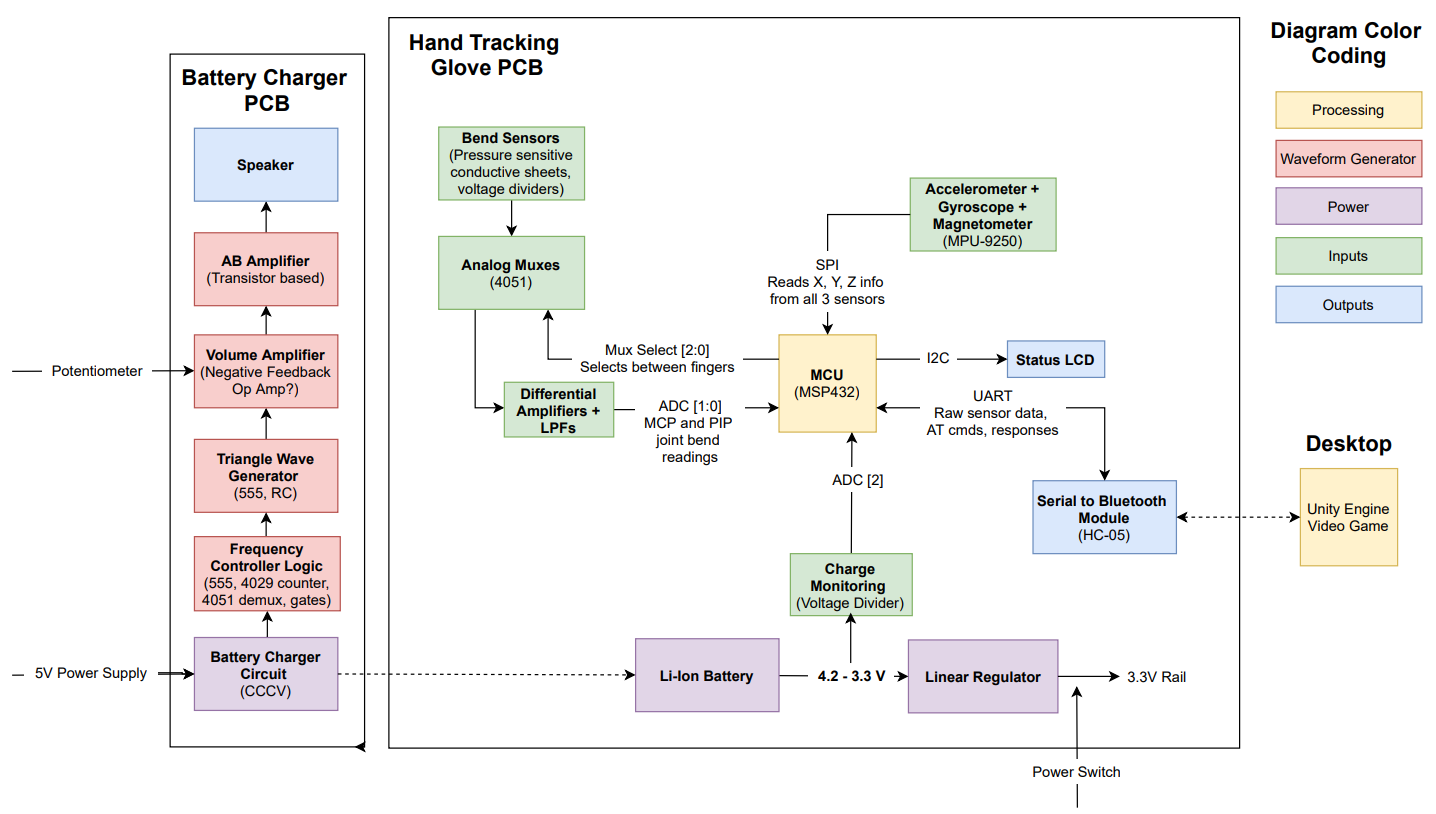 Battery Charger
PCB
Speaker
AB Amplifier
(Transistor based)
Potentiometer
Volume Amplifier
(Negative Feedback
Op Amp?)
Triangle Wave
Generator
(555, RC)
Frequency
Controller Logic
(555, 4029 counter,
4051 demux, gates)
5V Power Supply
Battery Charger
Circuit
(CCCV)
Hand Tracking
Glove PCB
Bend Sensors
(Pressure sensitive
conductive sheets,
voltage dividers)
Analog Muxes
(4051)
Accelerometer +
Gyroscope +
Magnetometer
(MPU-9250)
SPI
Reads X, Y, Z info
from all 3 sensors
Mux Select [2:0]
Selects between fingers
MCU
(MSP432)
I2C
Status LCD
Differential
Amplifiers +
LPFs
ADC [1:0]
MCP and PIP
joint bend
readings
UART
Raw sensor data,
AT cmds, responses
ADC [2]
Serial to Bluetooth
Module
(HC-05)
Charge
Monitoring
(Voltage Divider)
Li-Ion Battery
4.2 - 3.3 V
Linear Regulator
3.3V Rail
Power Switch
Diagram Color
Coding
Processing
Waveform Generator
Power
Inputs
Outputs
Desktop
Unity Engine
Video Game